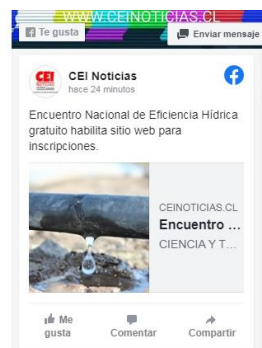 WWW.CEINOTICIAS.CL
Te gusta
Enviar mensaje
CEI
CEI Noticias
hace 24 minutos
Encuentro Nacional de Eficiencia Hídrica
gratuito habilita sitio web para
inscripciones.
CEINOTICIAS.CL
Encuentro ...
CIENCIA Y T...
Me
gusta
Comentar
Compartir